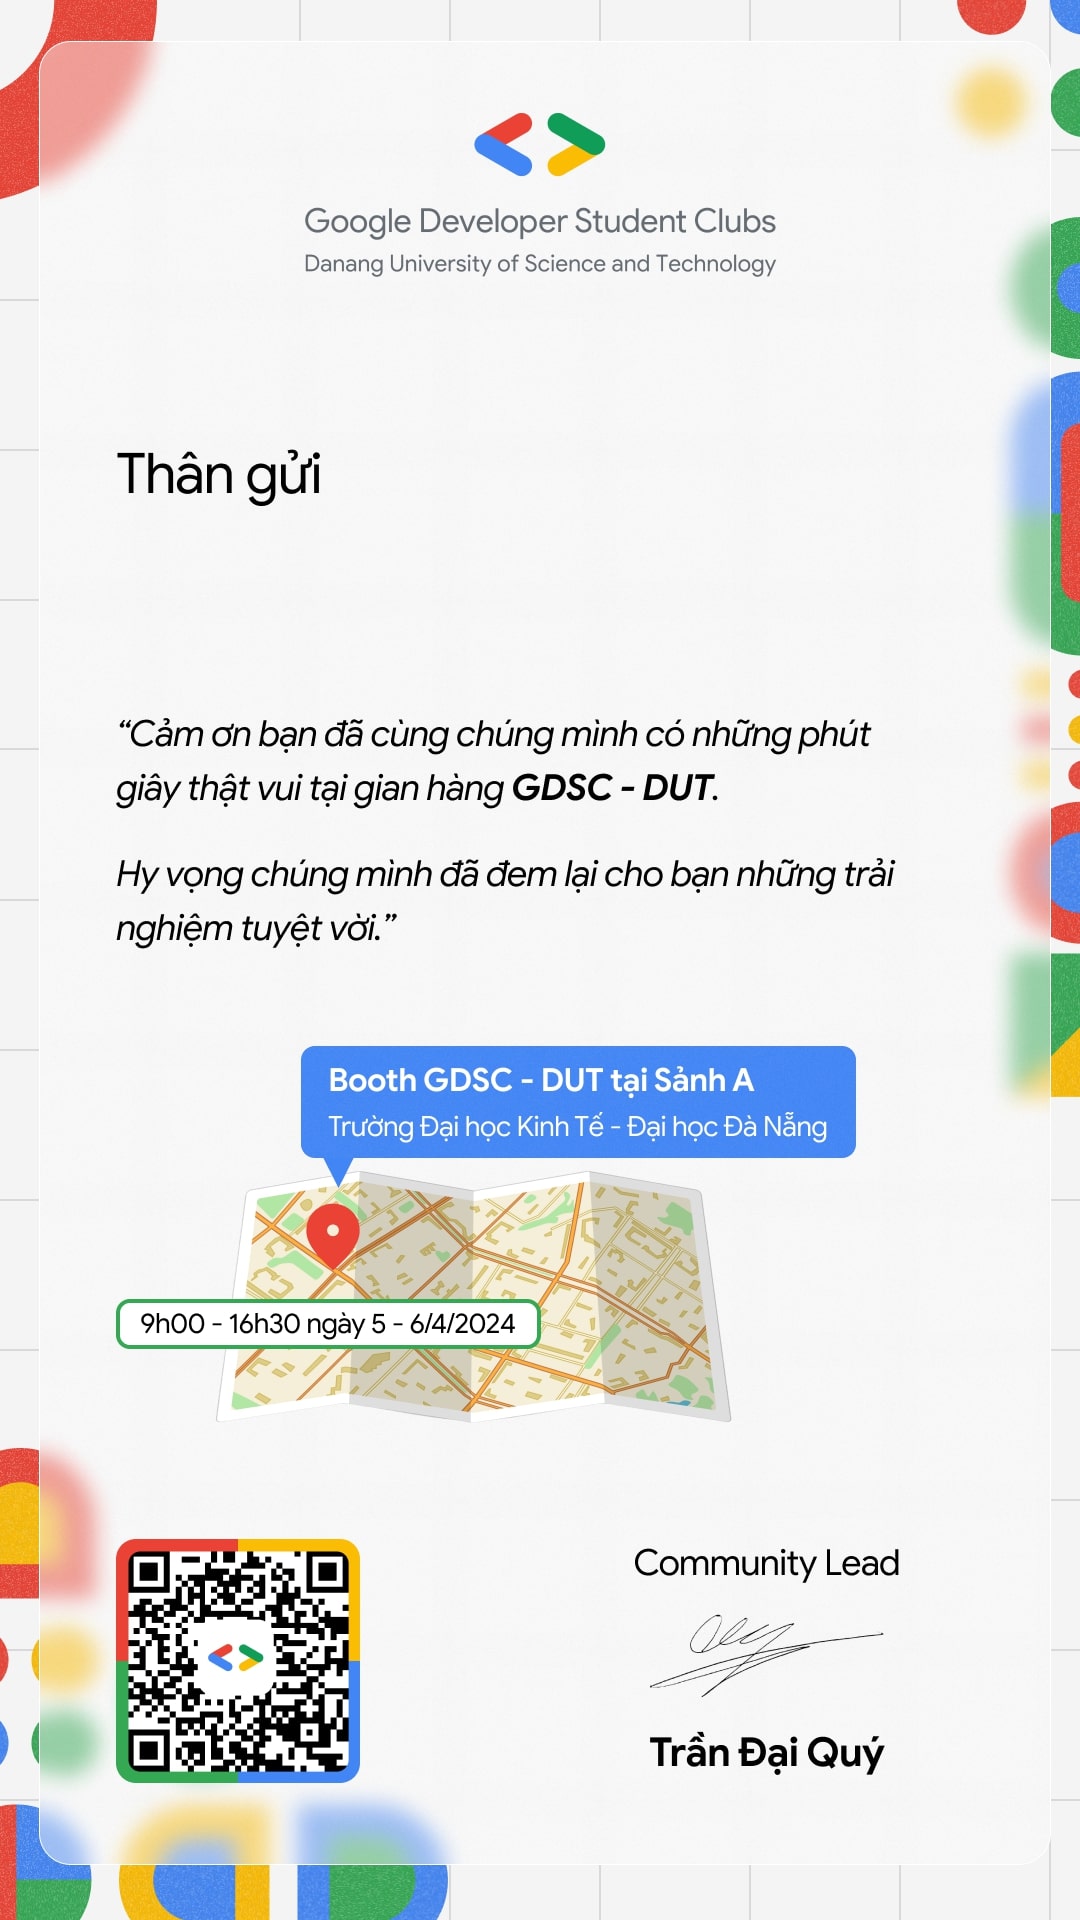 Google Developer Student Clubs
Danang University of Science and Technology
Thân gửi
“Cảm ơn bạn đã cùng chúng mình có những phút
giây thật vui tại gian hàng GDSC - DUT.
Hy vọng chúng mình đã đem lại cho bạn những trải
nghiệm tuyệt vời.”
Booth GDSC - DUT tại Sảnh A
Trường Đại học Kinh Tế - Đại học Đà Nẵng
9h00 - 16h30 ngày 5 - 6/4/2024
Community Lead
Trần Đại Quý